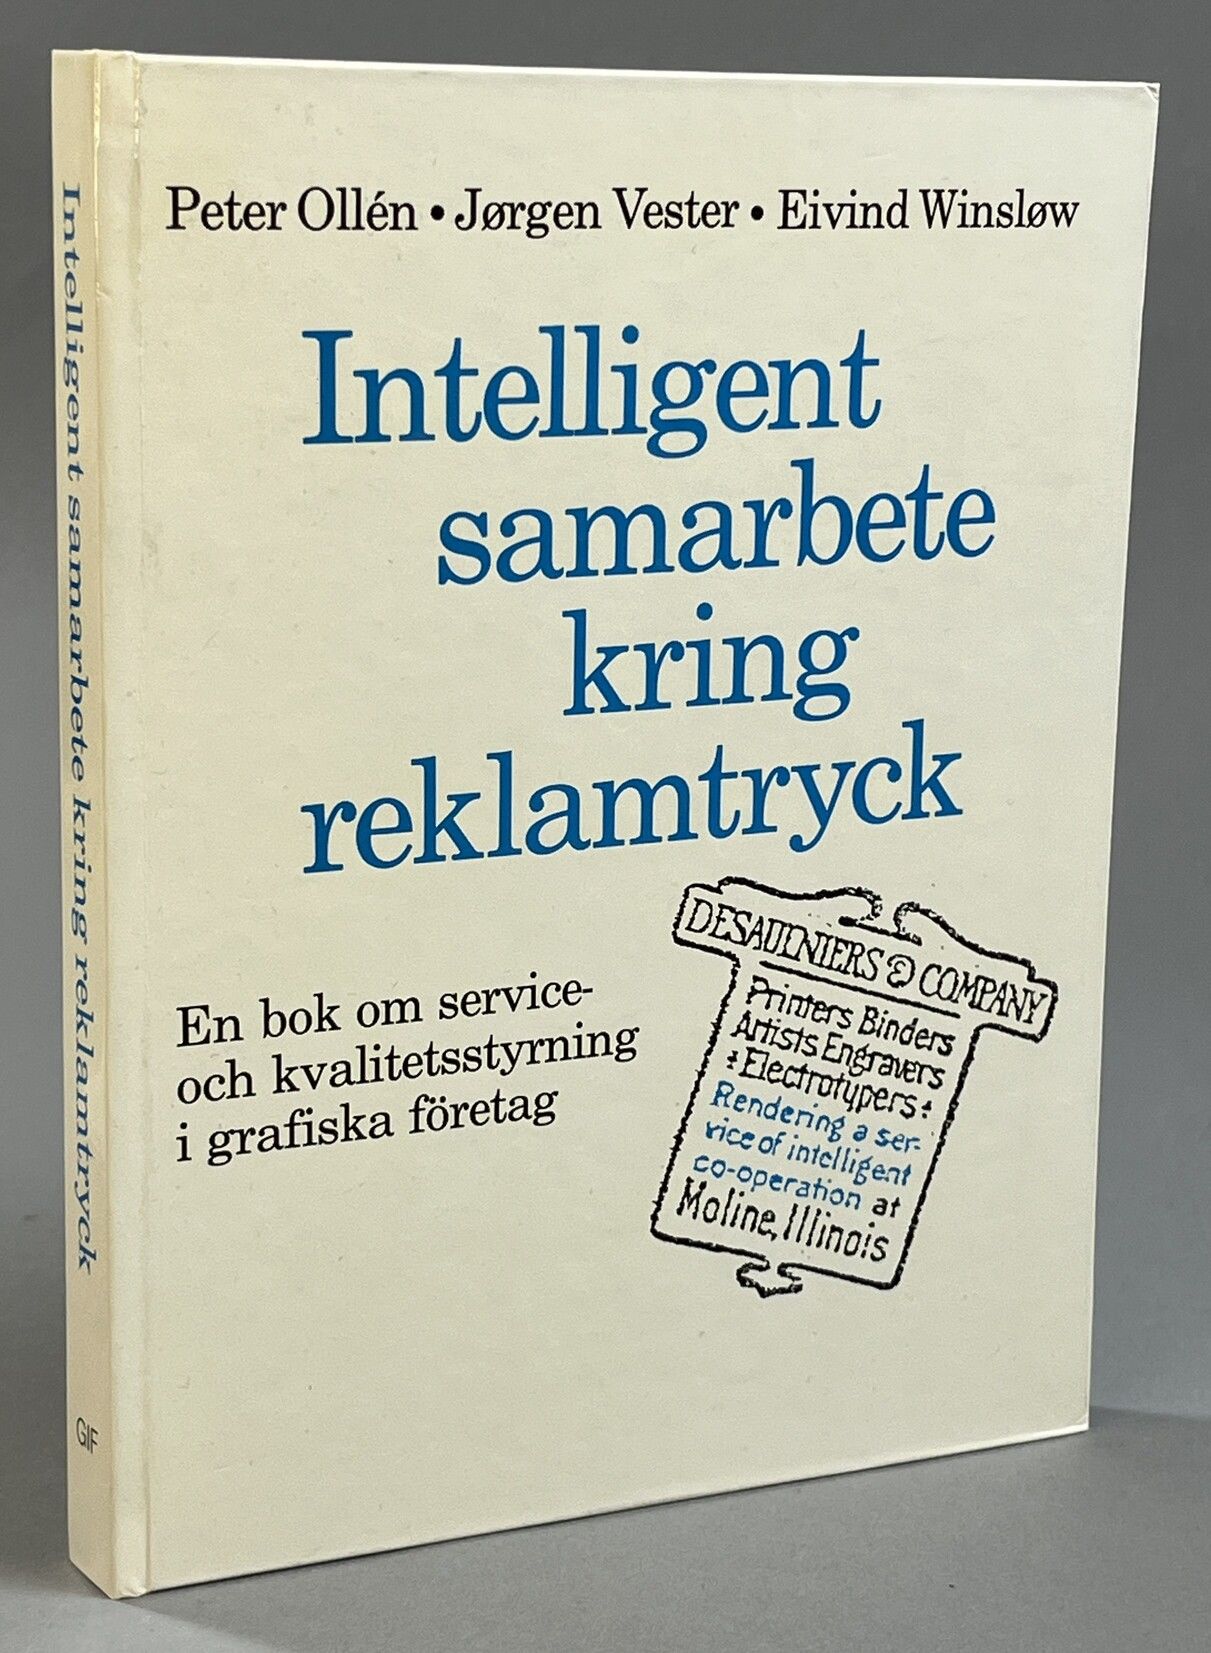 Peter Ollén • Jørgen Vester • Eivind Winsløw
Intelligent
samarbete
kring
reklamtryck
En bok om service-
och kvalitetsstyrning
i grafiska företag
DESAULNIERS & COMPANY
Printers Binders
Artists Engravers
Electrotypers
Rendering a ser-
vice of intelligent
co-operation at
Moline, Illinois
Intelligent samarbete kring reklamtryck
GIF